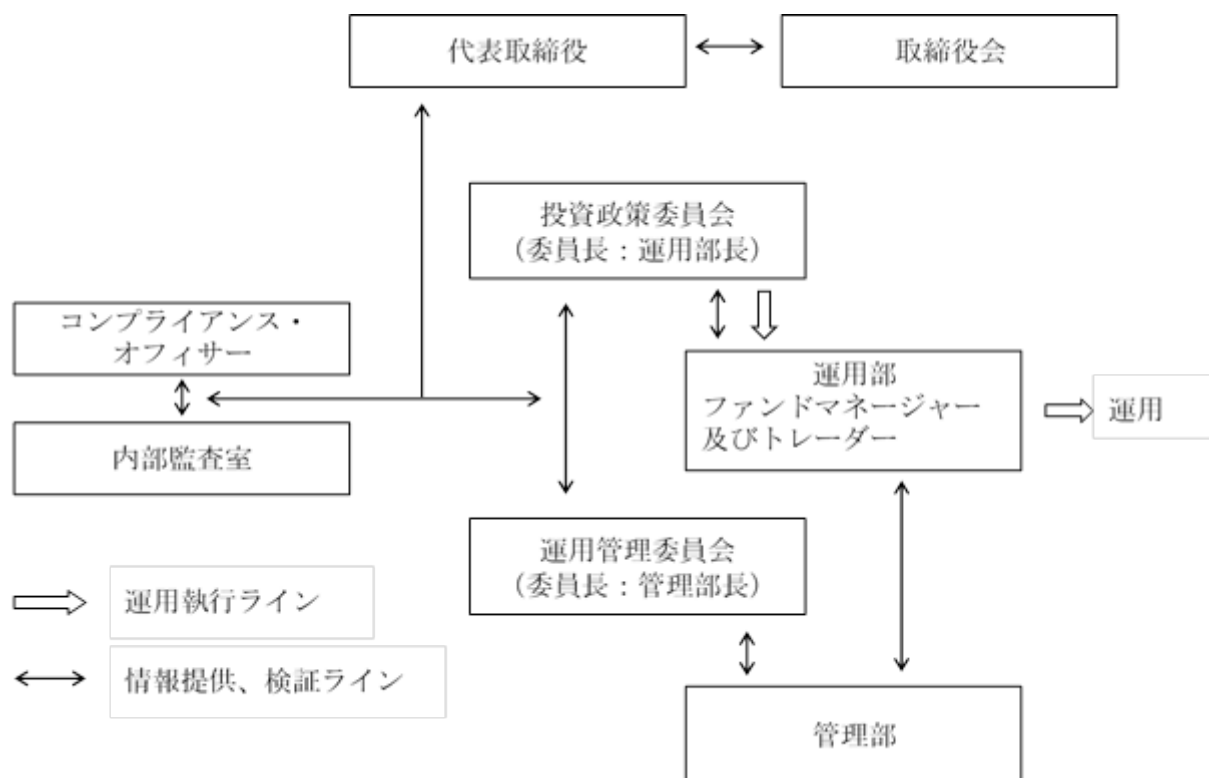 代表取締役
取締役会
投資政策委員会
(委員長:運用部長)
コンプライアンス・
オフィサー
内部監査室
運用部
ファンドマネージャー
及びトレーダー
運用
運用管理委員会
(委員長:管理部長)
運用執行ライン
情報提供、検証ライン
管理部